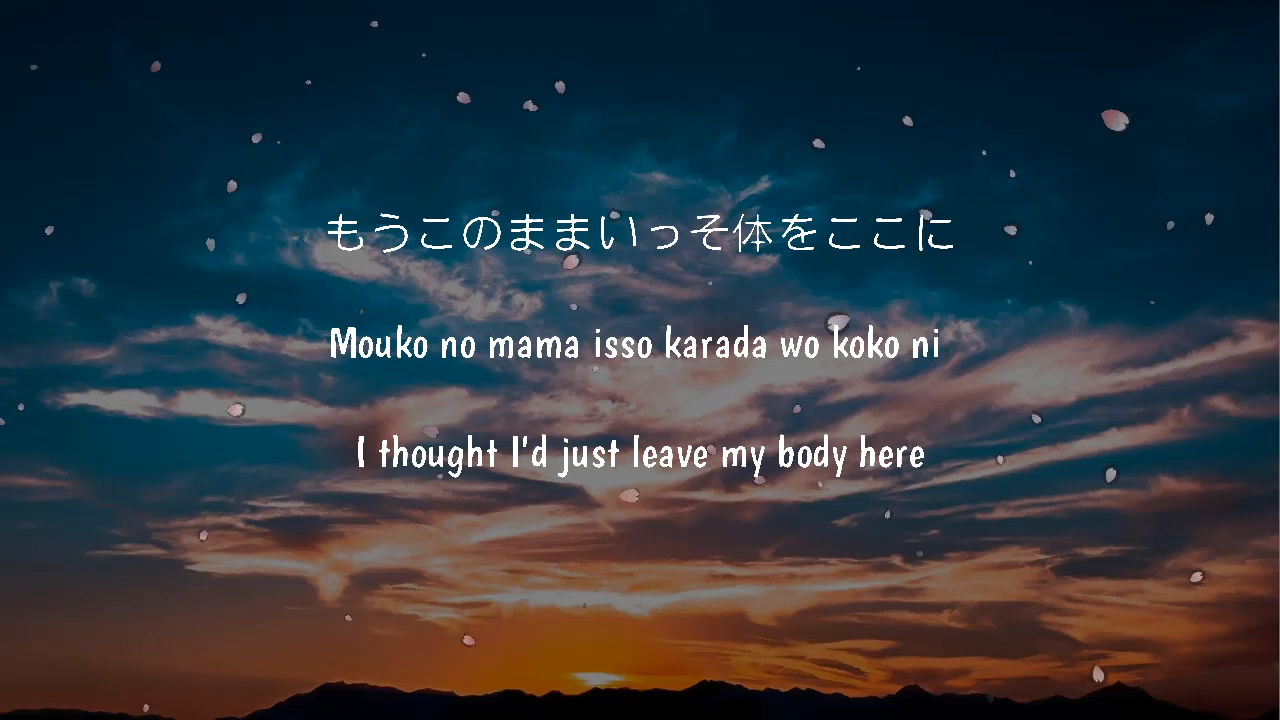 もうこのままいっそ体をここに
Mouko no mama isso karada wo koko ni
I thought I'd just leave my body here